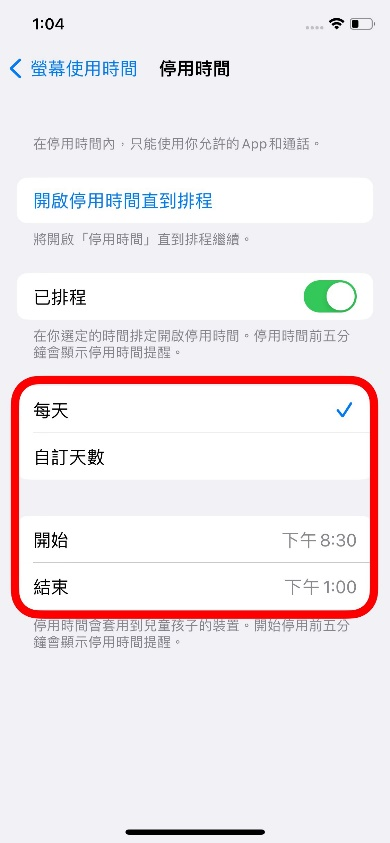 1:04
螢幕使用時間 停用時間
在停用時間內，只能使用你允許的App和通話。
開啟停用時間直到排程
將開啟「停用時間」直到排程繼續。
已排程
在你選定的時間排定開啟停用時間。停用時間前五分
鐘會顯示停用時間提醒。
每天
自訂天數
開始 下午8:30
結束 下午1:00
停用時間會套用到兒童孩子的裝置。開始停用前五分
鐘會顯示停用時間提醒。